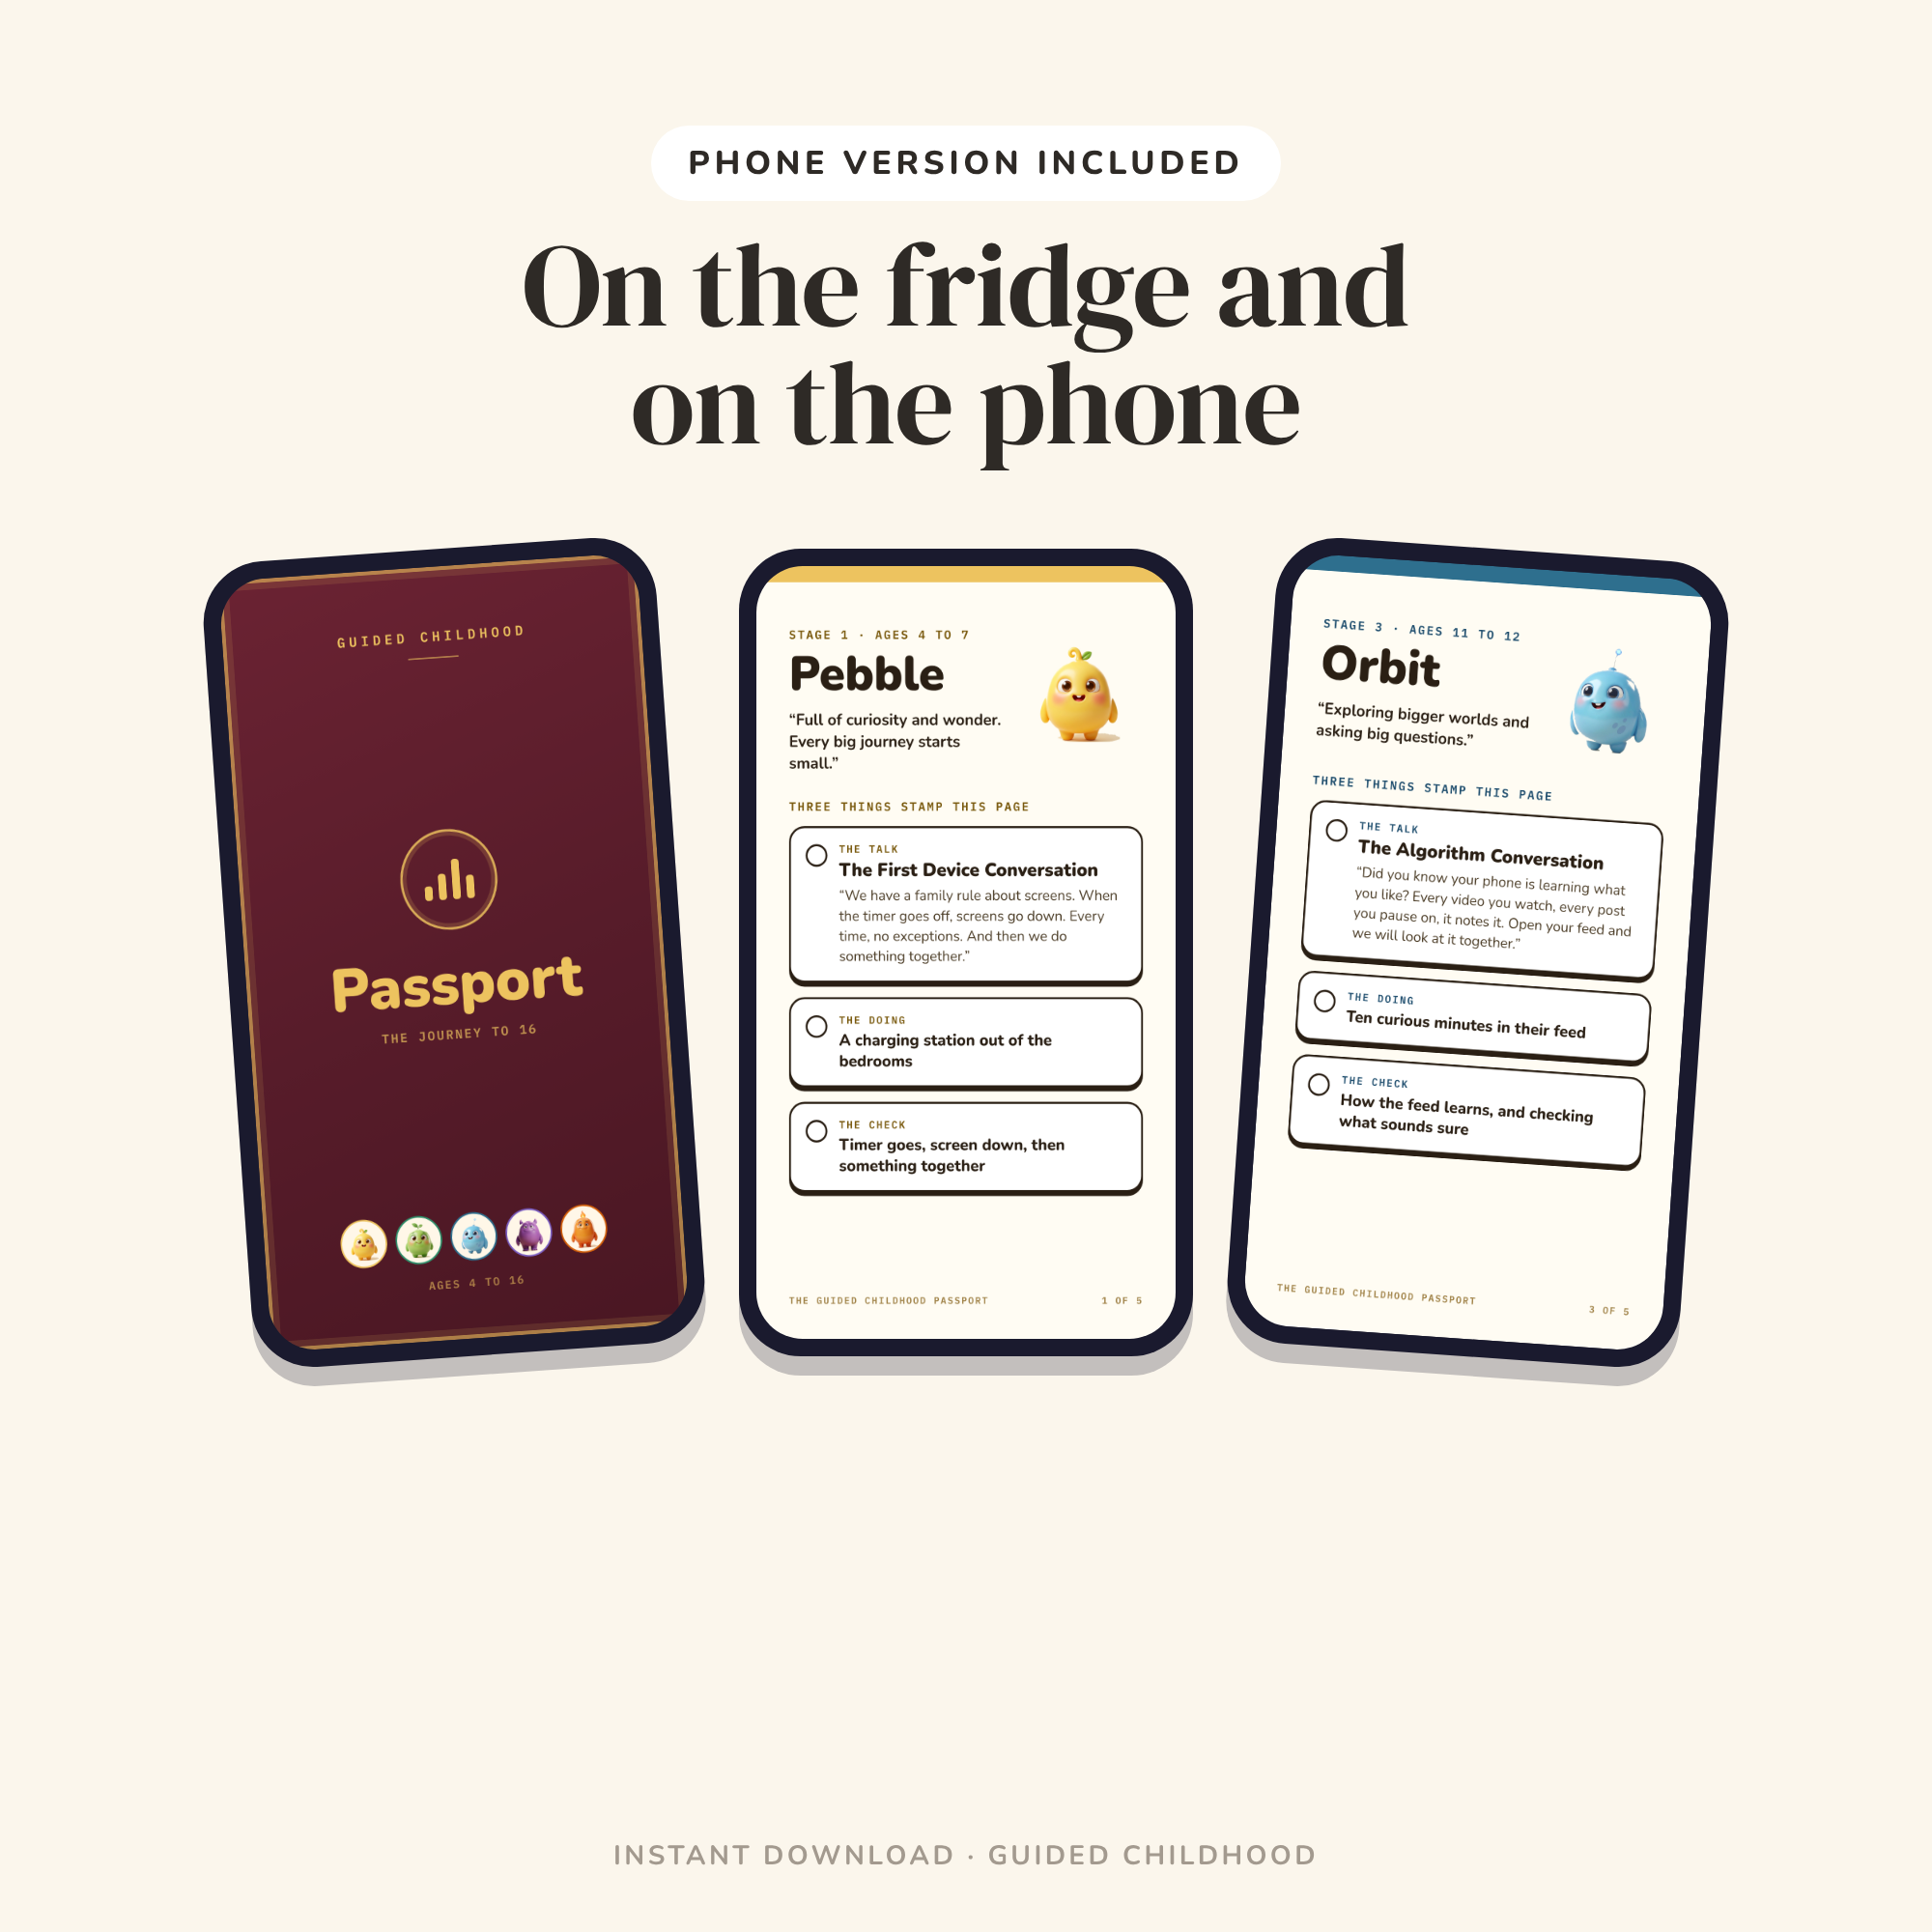 PHONE VERSION INCLUDED
On the fridge and
on the phone
GUIDED CHILDHOOD
Passport
THE JOURNEY TO 16
AGES 4 TO 16
STAGE 1 · AGES 4 TO 7
Pebble
“Full of curiosity and wonder.
Every big journey starts
small.”
THREE THINGS STAMP THIS PAGE
THE TALK
The First Device Conversation
“We have a family rule about screens. When
the timer goes off, screens go down. Every
time, no exceptions. And then we do
something together.”
THE DOING
A charging station out of the
bedrooms
THE CHECK
Timer goes, screen down, then
something together
THE GUIDED CHILDHOOD PASSPORT
1 OF 5
STAGE 3 · AGES 11 TO 12
Orbit
“Exploring bigger worlds and
asking big questions.”
THREE THINGS STAMP THIS PAGE
THE TALK
The Algorithm Conversation
“Did you know your phone is learning what
you like? Every video you watch, every post
you pause on, it notes it. Open your feed and
we will look at it together.”
THE DOING
Ten curious minutes in their feed
THE CHECK
How the feed learns, and checking
what sounds sure
THE GUIDED CHILDHOOD PASSPORT
3 OF 5
INSTANT DOWNLOAD · GUIDED CHILDHOOD